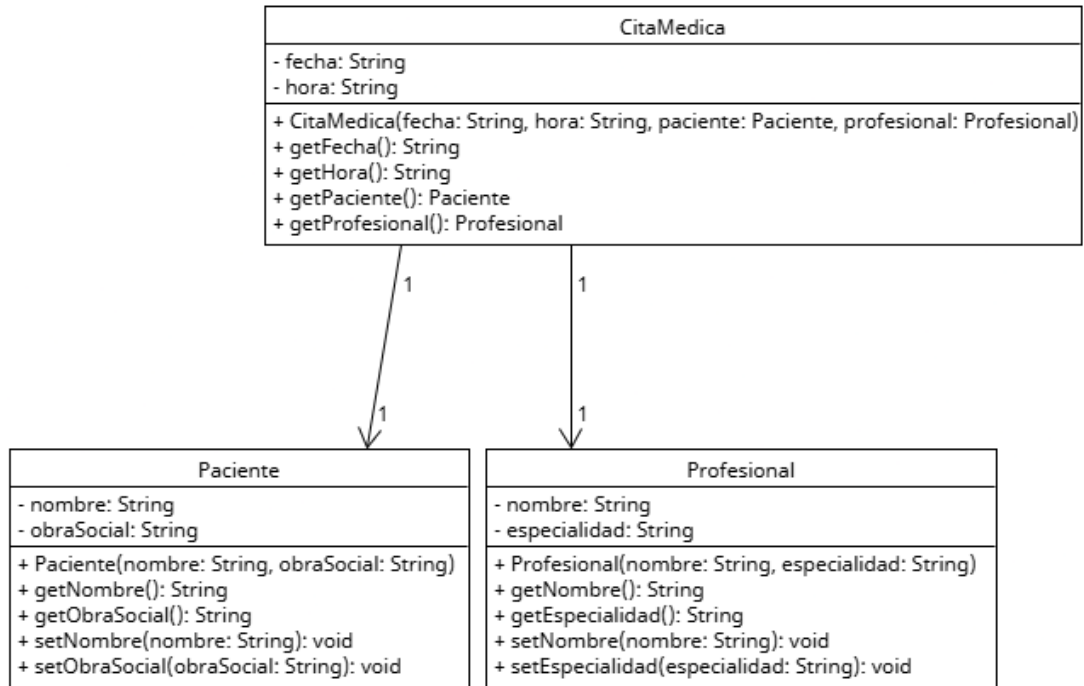 CitaMedica
- fecha: String
- hora: String
+ CitaMedica(fecha: String, hora: String, paciente: Paciente, profesional: Profesional)
+ getFecha(): String
+ getHora(): String
+ getPaciente(): Paciente
+ getProfesional(): Profesional
1
1
1
1
Paciente
- nombre: String
- obraSocial: String
+ Paciente(nombre: String, obraSocial: String)
+ getNombre(): String
+ getObraSocial(): String
+ setNombre(nombre: String): void
+ setObraSocial(obraSocial: String): void
Profesional
- nombre: String
- especialidad: String
+ Profesional(nombre: String, especialidad: String)
+ getNombre(): String
+ getEspecialidad(): String
+ setNombre(nombre: String): void
+ setEspecialidad(especialidad: String): void